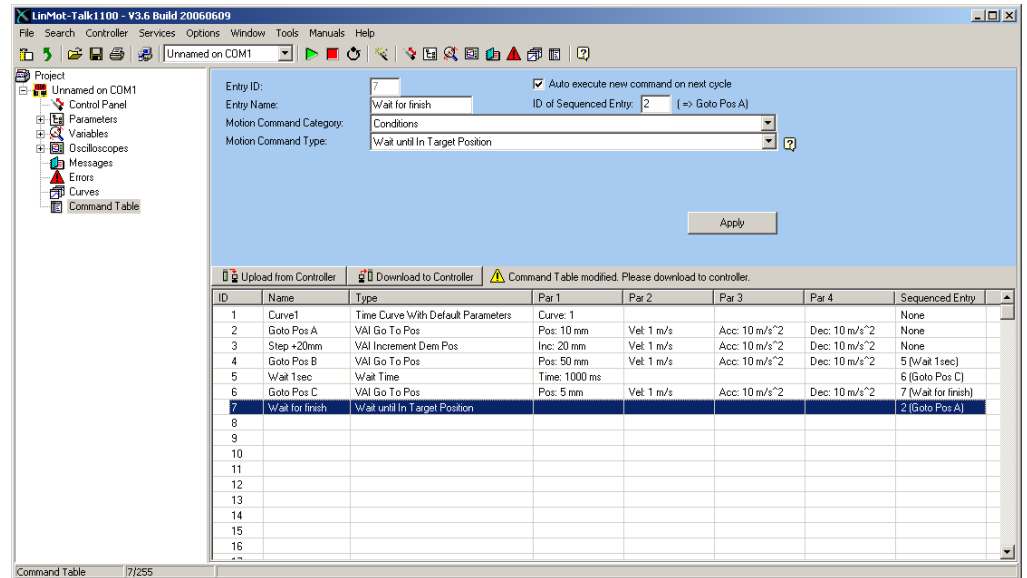 LinMot-Talk1100 - V3.6 Build 20060609
File Search Controller Services Options Window Tools Manuals Help
Unnamed on COM1
Project
Unnamed on COM1
Control Panel
Parameters
Variables
Oscilloscopes
Messages
Errors
Curves
Command Table
Entry ID: 7 Auto execute new command on next cycle
Entry Name: Wait for finish ID of Sequenced Entry: 2 (=> Goto Pos A)
Motion Command Category: Conditions
Motion Command Type: Wait until In Target Position
Apply
Upload from Controller Download to Controller Command Table modified. Please download to controller.
ID Name Type Par 1 Par 2 Par 3 Par 4 Sequenced Entry
1 Curve1 Time Curve With Default Parameters Curve: 1 None
2 Goto Pos A VAI Go To Pos Pos: 10 mm Vel: 1 m/s Acc: 10 m/s^2 Dec: 10 m/s^2 None
3 Step +20mm VAI Increment Dem Pos Inc: 20 mm Vel: 1 m/s Acc: 10 m/s^2 Dec: 10 m/s^2 None
4 Goto Pos B VAI Go To Pos Pos: 50 mm Vel: 1 m/s Acc: 10 m/s^2 Dec: 10 m/s^2 5 (Wait 1sec)
5 Wait 1sec Wait Time Time: 1000 ms 6 (Goto Pos C)
6 Goto Pos C VAI Go To Pos Pos: 5 mm Vel: 1 m/s Acc: 10 m/s^2 Dec: 10 m/s^2 7 (Wait for finish)
7 Wait for finish Wait until In Target Position 2 (Goto Pos A)
8
9
10
11
12
13
14
15
16
Command Table 7/255